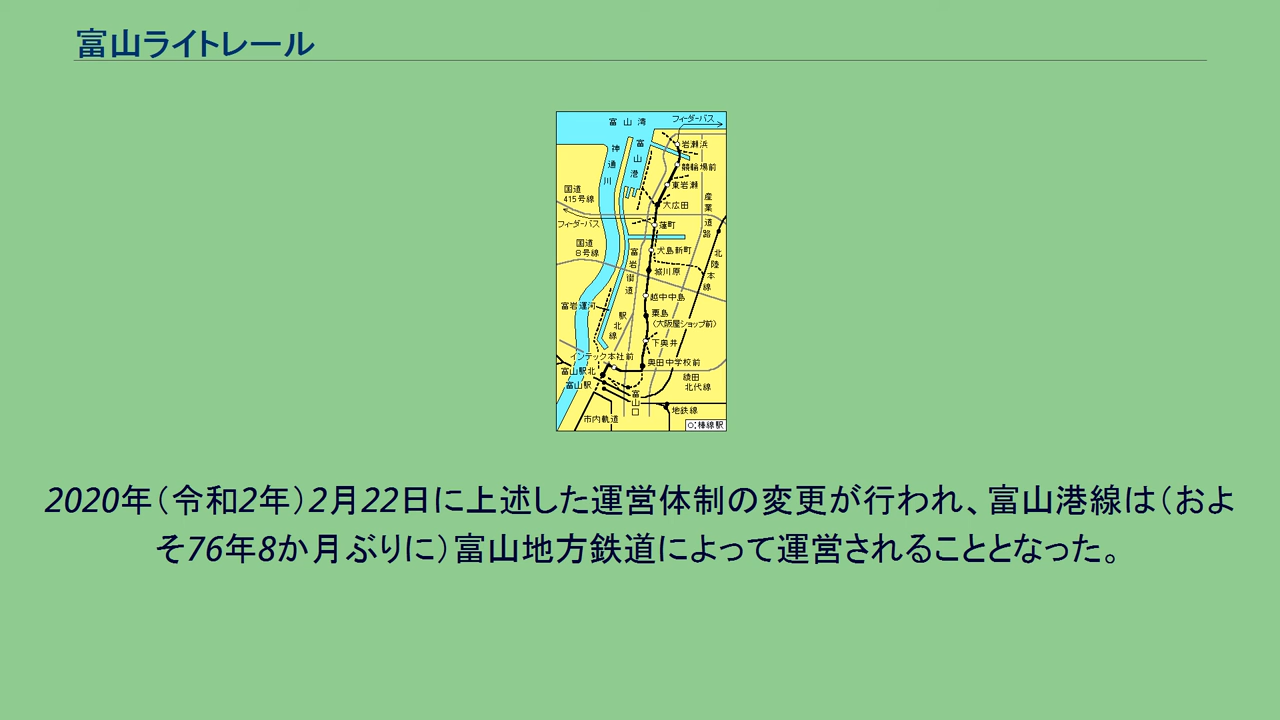 富山ライトレール
富山湾
フィーダーバス
神通川
富山港
岩瀬浜
競輪場前
東岩瀬
国道
415号線
大広田
産業道路
フィーダーバス
蓮町
国道
8号線
犬島新町
富岩街道
北陸本線
城川原
越中中島
富岩運河
駅北線
粟島
(大阪屋ショップ前)
下奥井
インテック本社前
奥田中学校前
富山駅北
富山駅
綾田
北代線
富山口
地鉄線
市内軌道
○:棒線駅
2020年（令和2年）2月22日に上述した運営体制の変更が行われ、富山港線は（およ
そ76年8か月ぶりに）富山地方鉄道によって運営されることとなった。